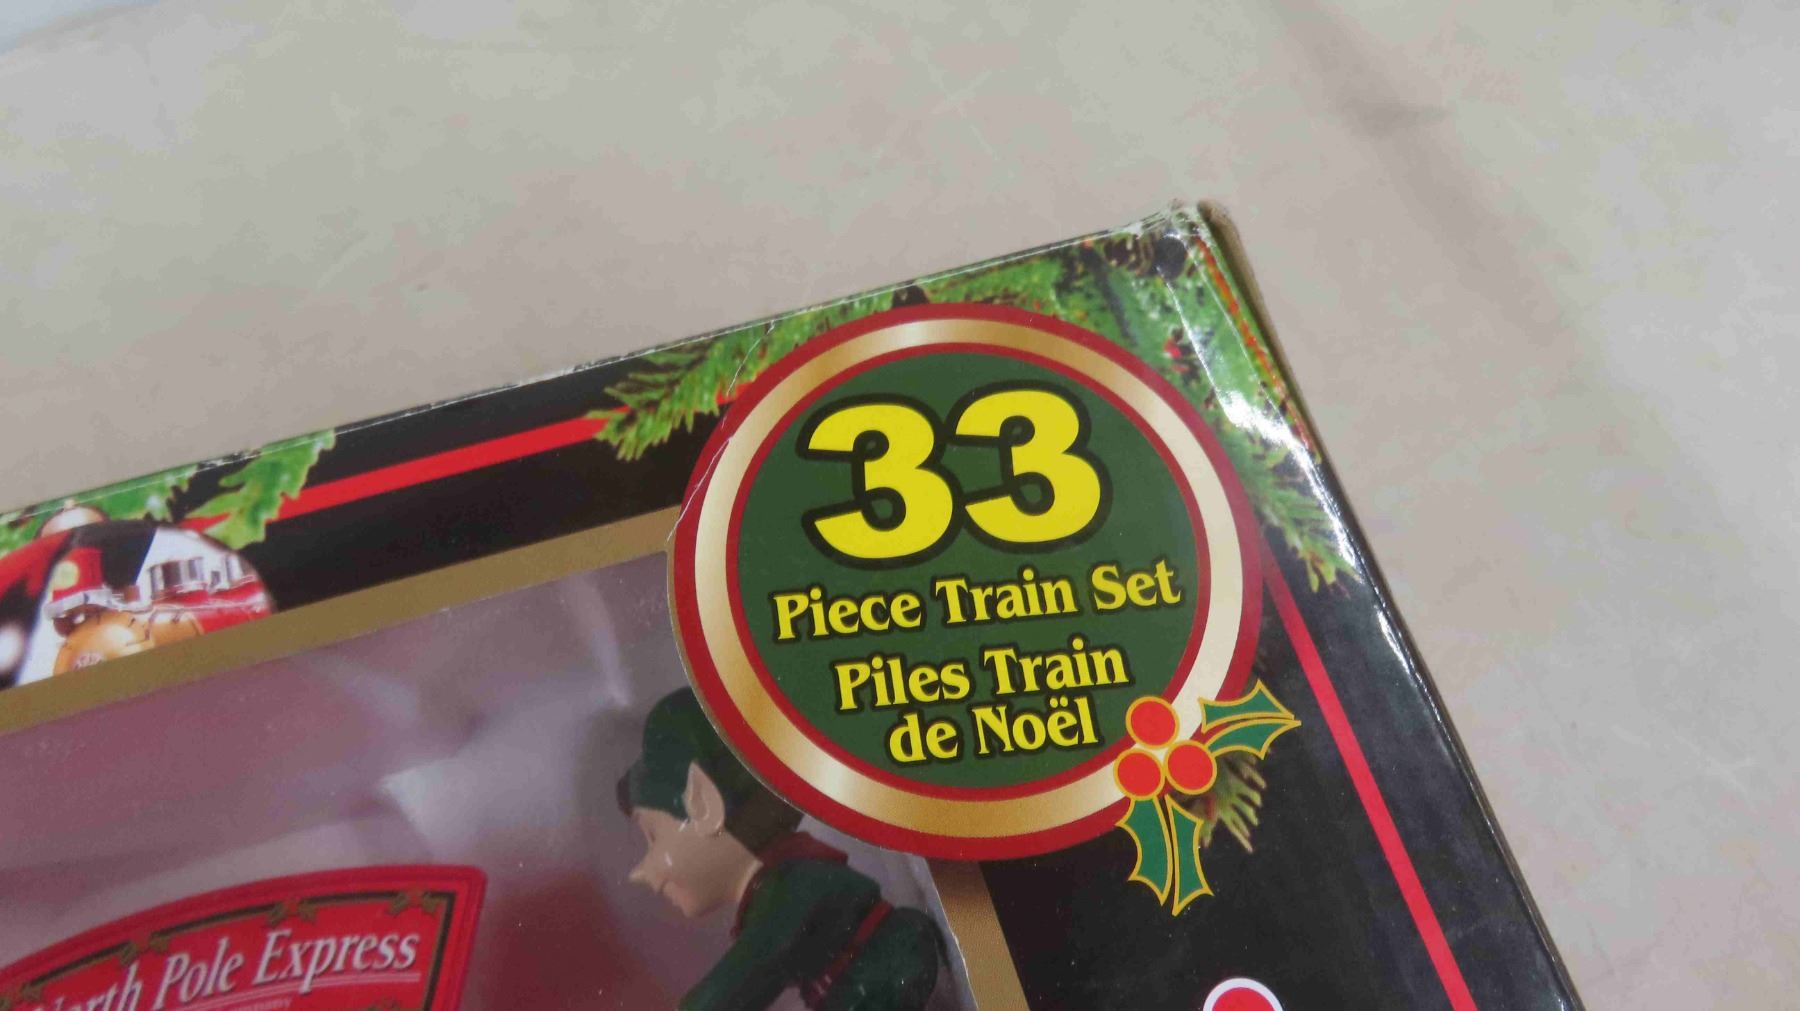 33
Piece Train Set
Piles Train
de Noël
North Pole Express